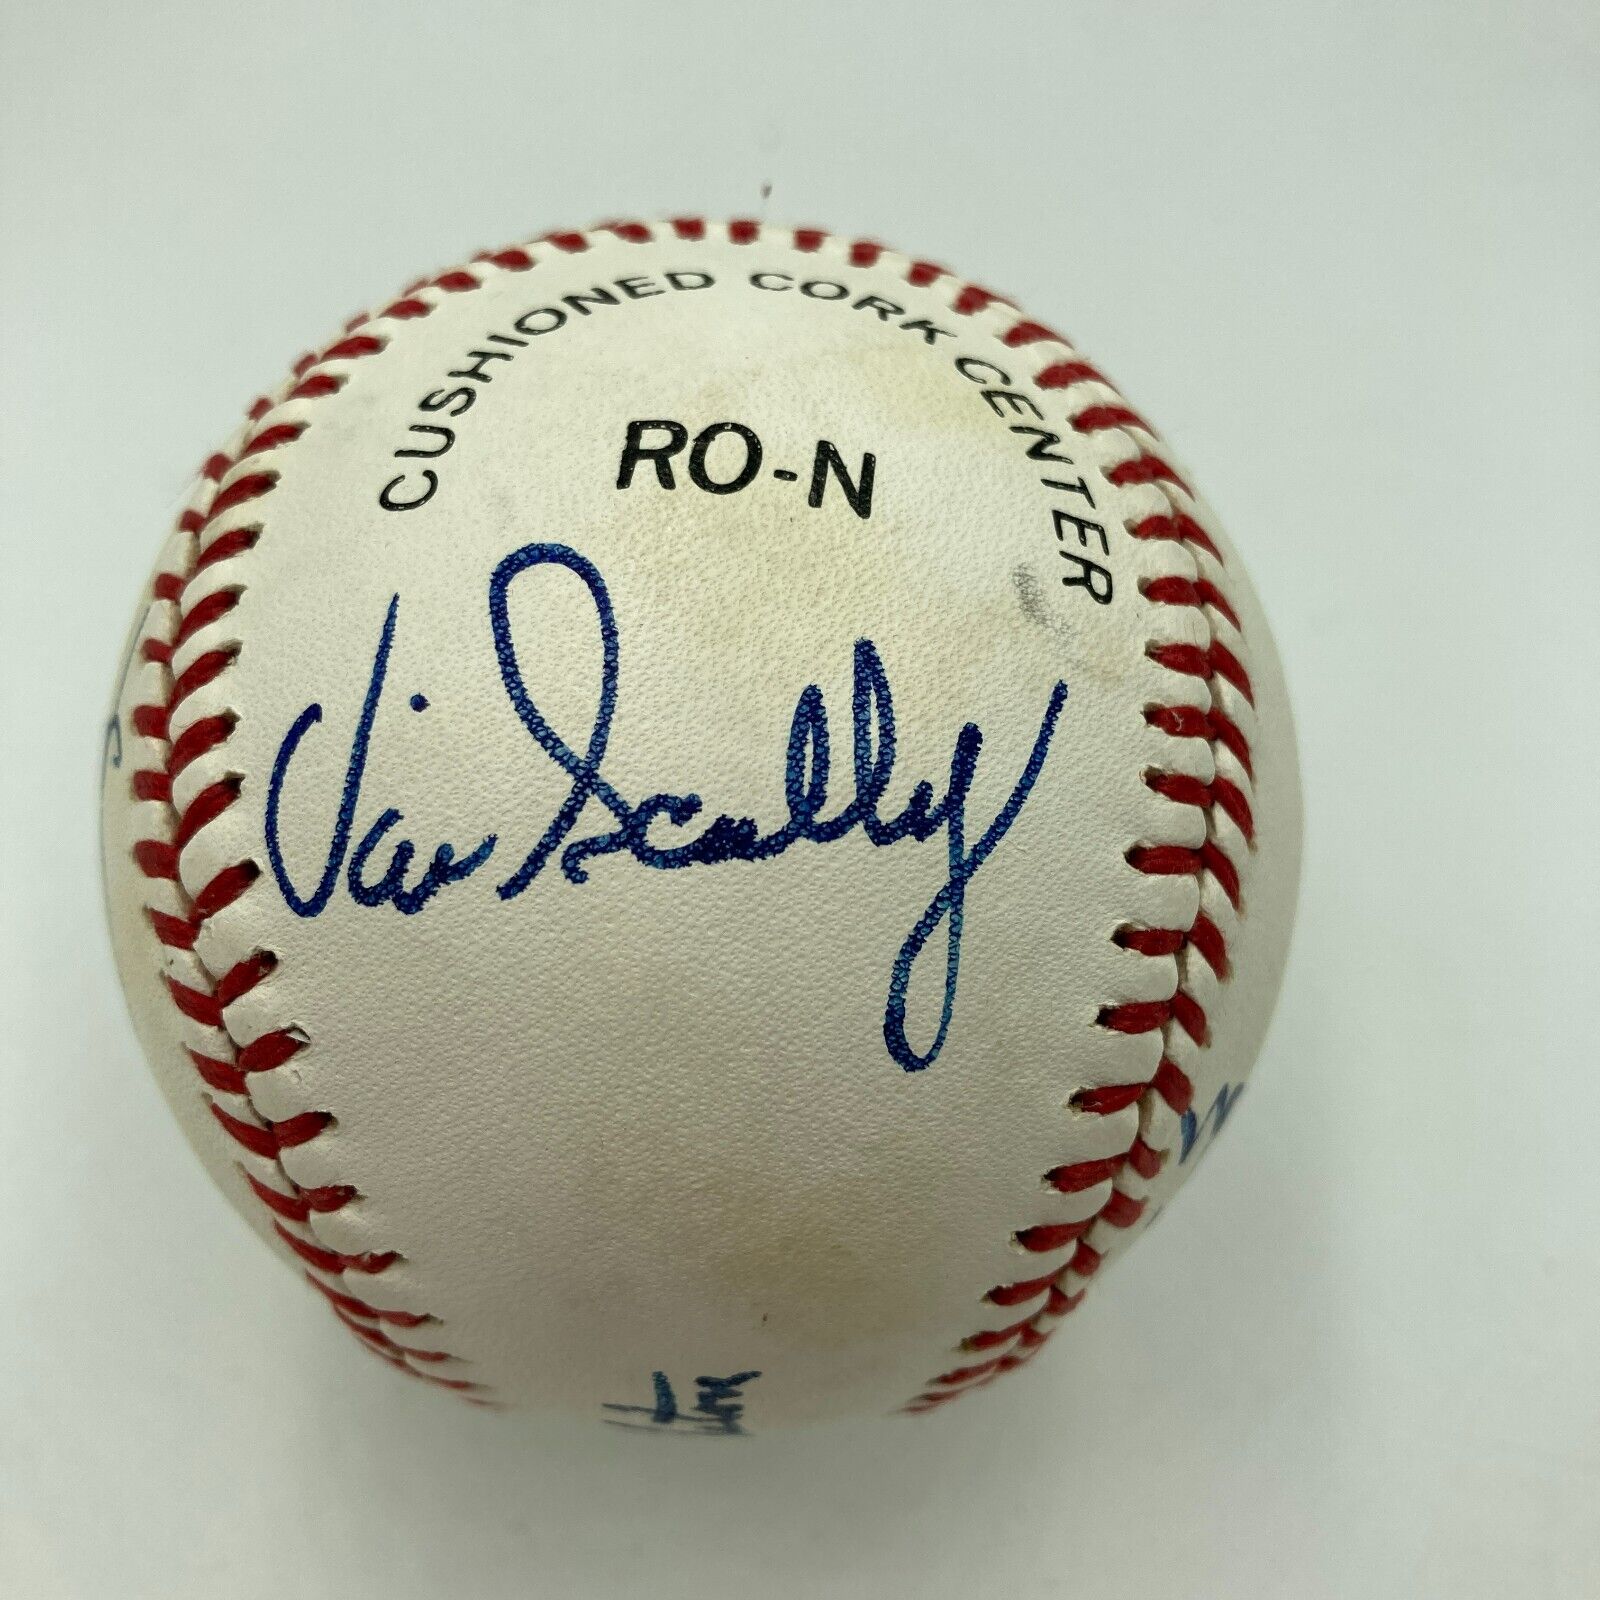 CUSHIONED CORK CENTER
RO-N
Vin Scully